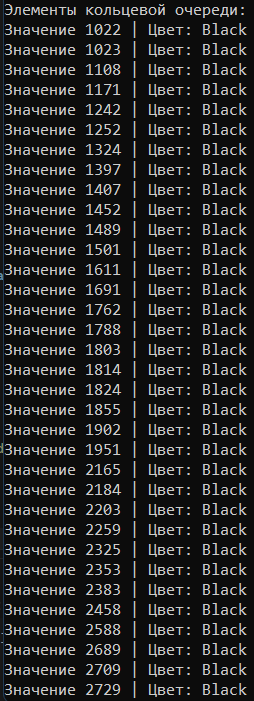 Элементы кольцевой очереди:
Значение 1022 | Цвет: Black
Значение 1023 | Цвет: Black
Значение 1108 | Цвет: Black
Значение 1171 | Цвет: Black
Значение 1242 | Цвет: Black
Значение 1252 | Цвет: Black
Значение 1324 | Цвет: Black
Значение 1397 | Цвет: Black
Значение 1407 | Цвет: Black
Значение 1452 | Цвет: Black
Значение 1489 | Цвет: Black
Значение 1501 | Цвет: Black
Значение 1611 | Цвет: Black
Значение 1691 | Цвет: Black
Значение 1762 | Цвет: Black
Значение 1788 | Цвет: Black
Значение 1803 | Цвет: Black
Значение 1814 | Цвет: Black
Значение 1824 | Цвет: Black
Значение 1855 | Цвет: Black
Значение 1902 | Цвет: Black
Значение 1951 | Цвет: Black
Значение 2165 | Цвет: Black
Значение 2184 | Цвет: Black
Значение 2203 | Цвет: Black
Значение 2259 | Цвет: Black
Значение 2325 | Цвет: Black
Значение 2353 | Цвет: Black
Значение 2383 | Цвет: Black
Значение 2458 | Цвет: Black
Значение 2588 | Цвет: Black
Значение 2689 | Цвет: Black
Значение 2709 | Цвет: Black
Значение 2729 | Цвет: Black